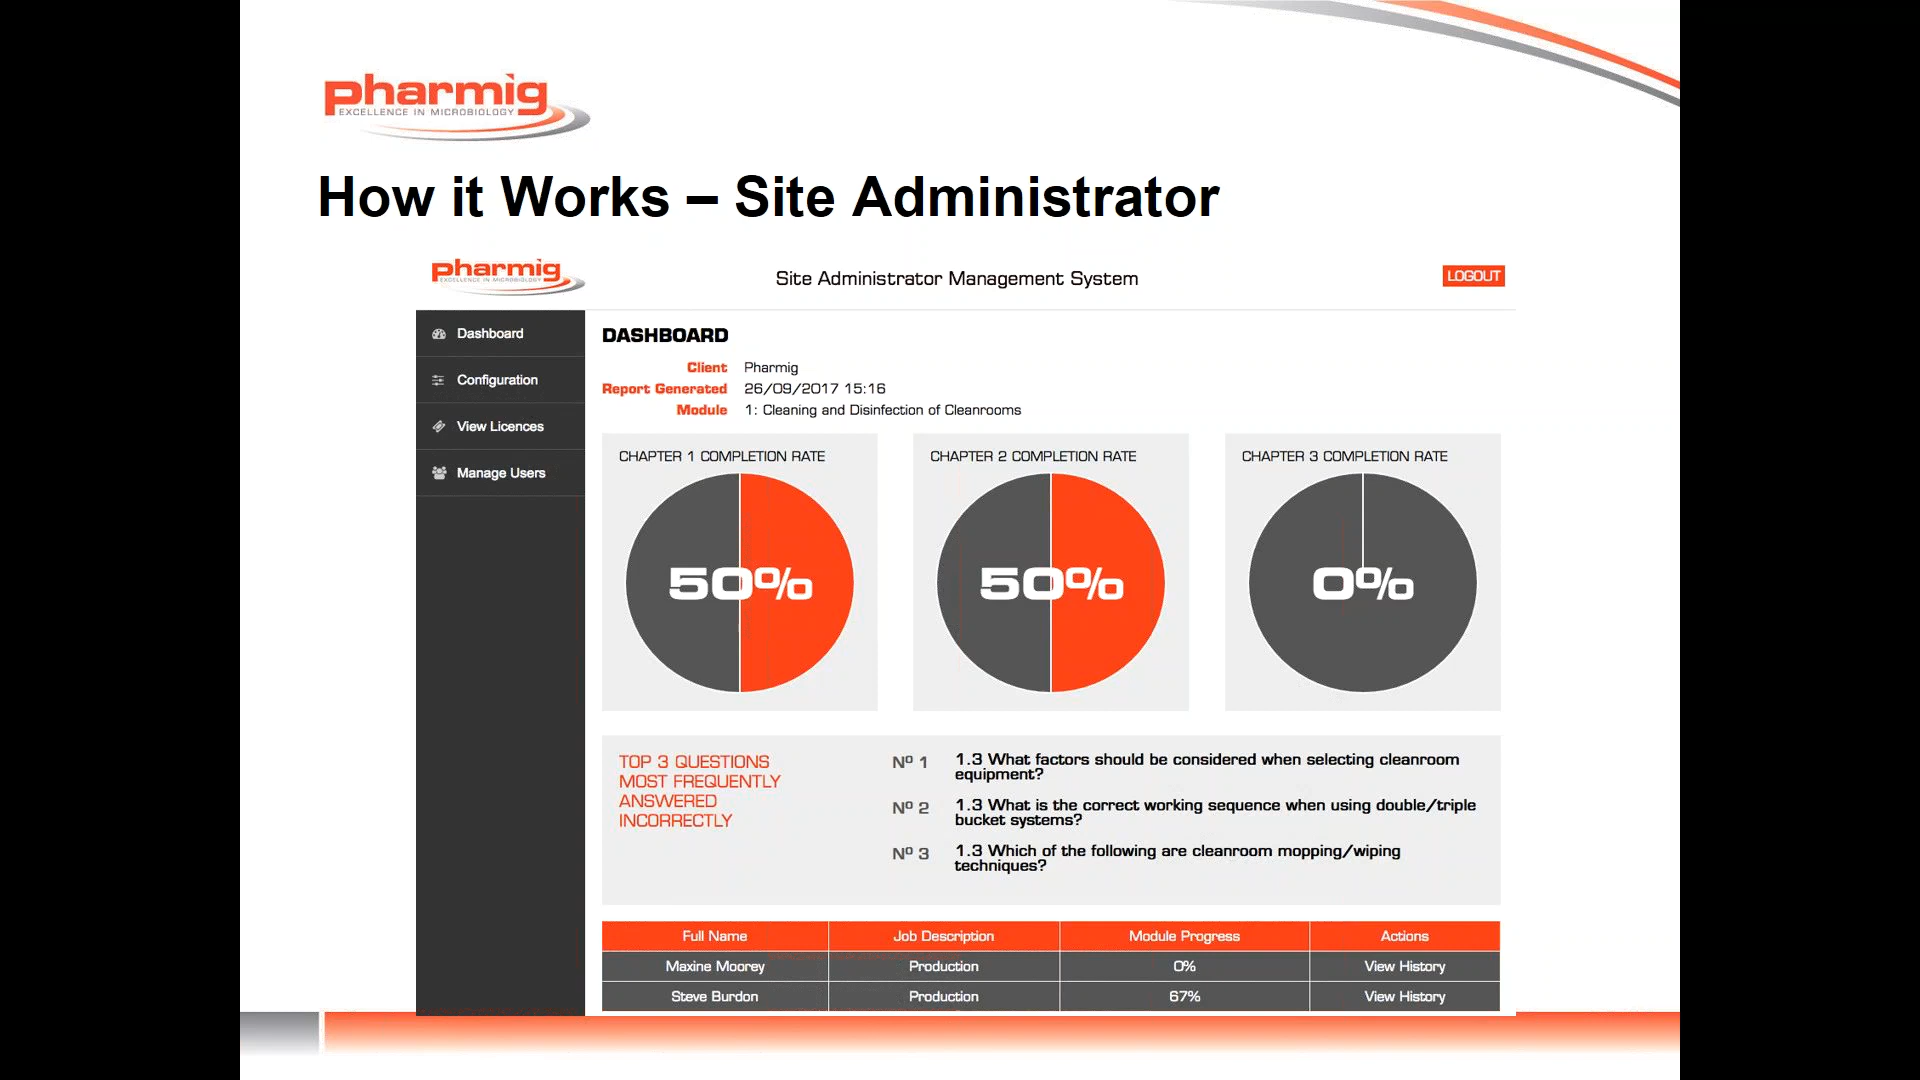 pharmig
EXCELLENCE IN MICROBIOLOGY
How it Works – Site Administrator
pharmig
EXCELLENCE IN MICROBIOLOGY
Site Administrator Management System
LOGOUT
Dashboard
Configuration
View Licences
Manage Users
DASHBOARD
Client Pharmig
Report Generated 26/09/2017 15:16
Module 1: Cleaning and Disinfection of Cleanrooms
CHAPTER 1 COMPLETION RATE
50%
CHAPTER 2 COMPLETION RATE
50%
CHAPTER 3 COMPLETION RATE
0%
TOP 3 QUESTIONS
MOST FREQUENTLY
ANSWERED
INCORRECTLY
Nº 1 1.3 What factors should be considered when selecting cleanroom
equipment?
Nº 2 1.3 What is the correct working sequence when using double/triple
bucket systems?
Nº 3 1.3 Which of the following are cleanroom mopping/wiping
techniques?
Full Name Job Description Module Progress Actions
Maxine Moorey Production 0% View History
Steve Burdon Production 67% View History